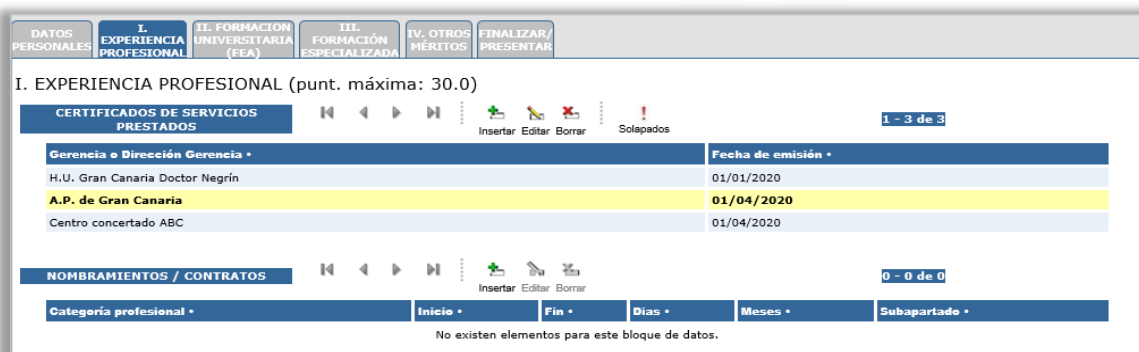 DATOS PERSONALES
I. EXPERIENCIA PROFESIONAL
II. FORMACION UNIVERSITARIA (FEA)
III. FORMACIÓN ESPECIALIZADA
IV. OTROS MÉRITOS
FINALIZAR/ PRESENTAR
I. EXPERIENCIA PROFESIONAL (punt. máxima: 30.0)
CERTIFICADOS DE SERVICIOS PRESTADOS
Insertar Editar Borrar Solapados
1 - 3 de 3
Gerencia o Dirección Gerencia • Fecha de emisión •
H.U. Gran Canaria Doctor Negrín 01/01/2020
A.P. de Gran Canaria 01/04/2020
Centro concertado ABC 01/04/2020
NOMBRAMIENTOS / CONTRATOS
Insertar Editar Borrar
0 - 0 de 0
Categoría profesional • Inicio • Fin • Dias • Meses • Subapartado •
No existen elementos para este bloque de datos.